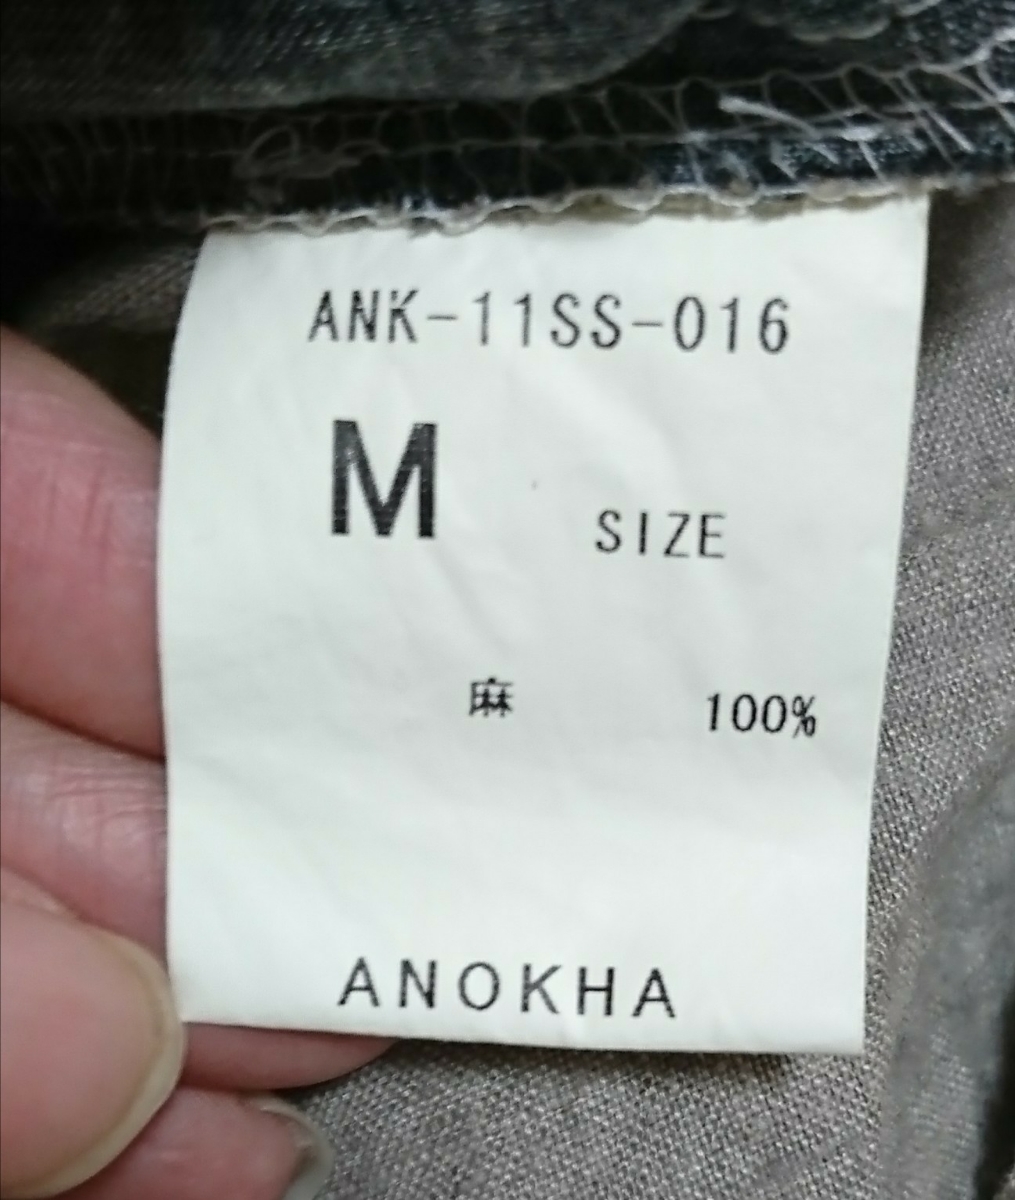 ANK-11SS-016
M SIZE
麻 100%
ANOKHA